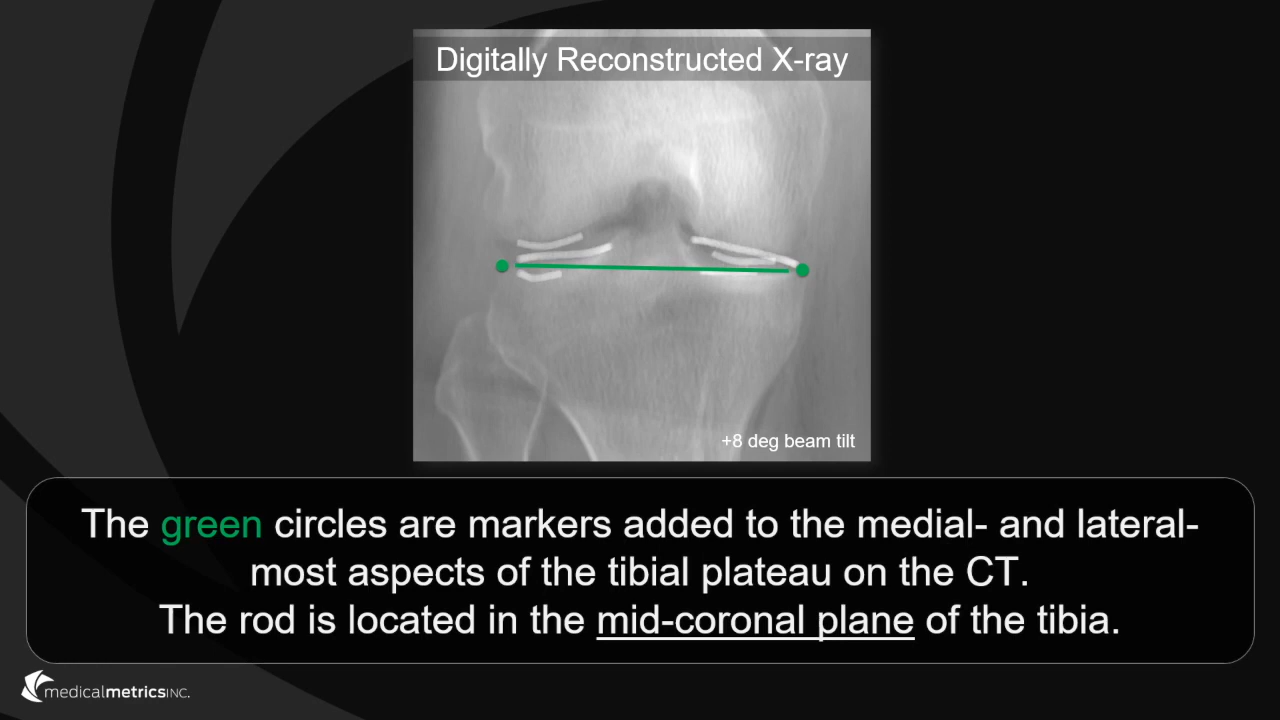 Digitally Reconstructed X-ray
+8 deg beam tilt
The green circles are markers added to the medial- and lateral-
most aspects of the tibial plateau on the CT.
The rod is located in the mid-coronal plane of the tibia.
medicalmetricsINC.